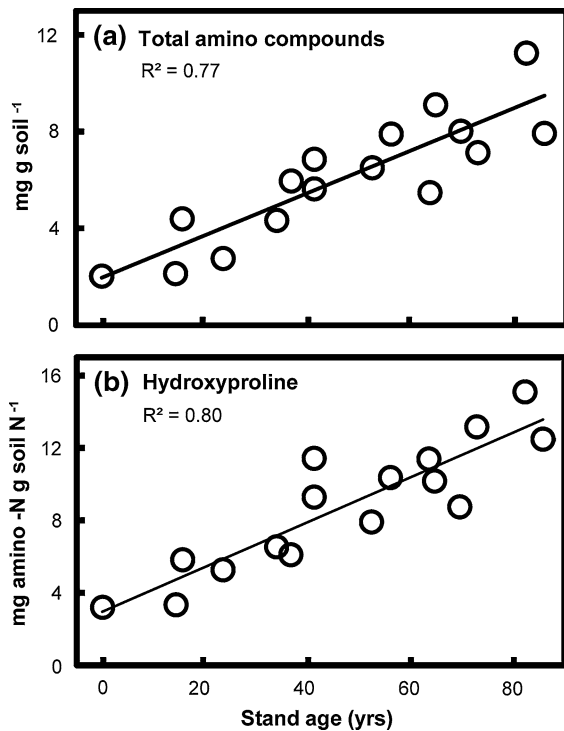 (a) Total amino compounds
R² = 0.77
12
8
4
0
mg g soil -1
(b) Hydroxyproline
R² = 0.80
16
12
8
4
0
mg amino -N g soil N -1
0 20 40 60 80
Stand age (yrs)